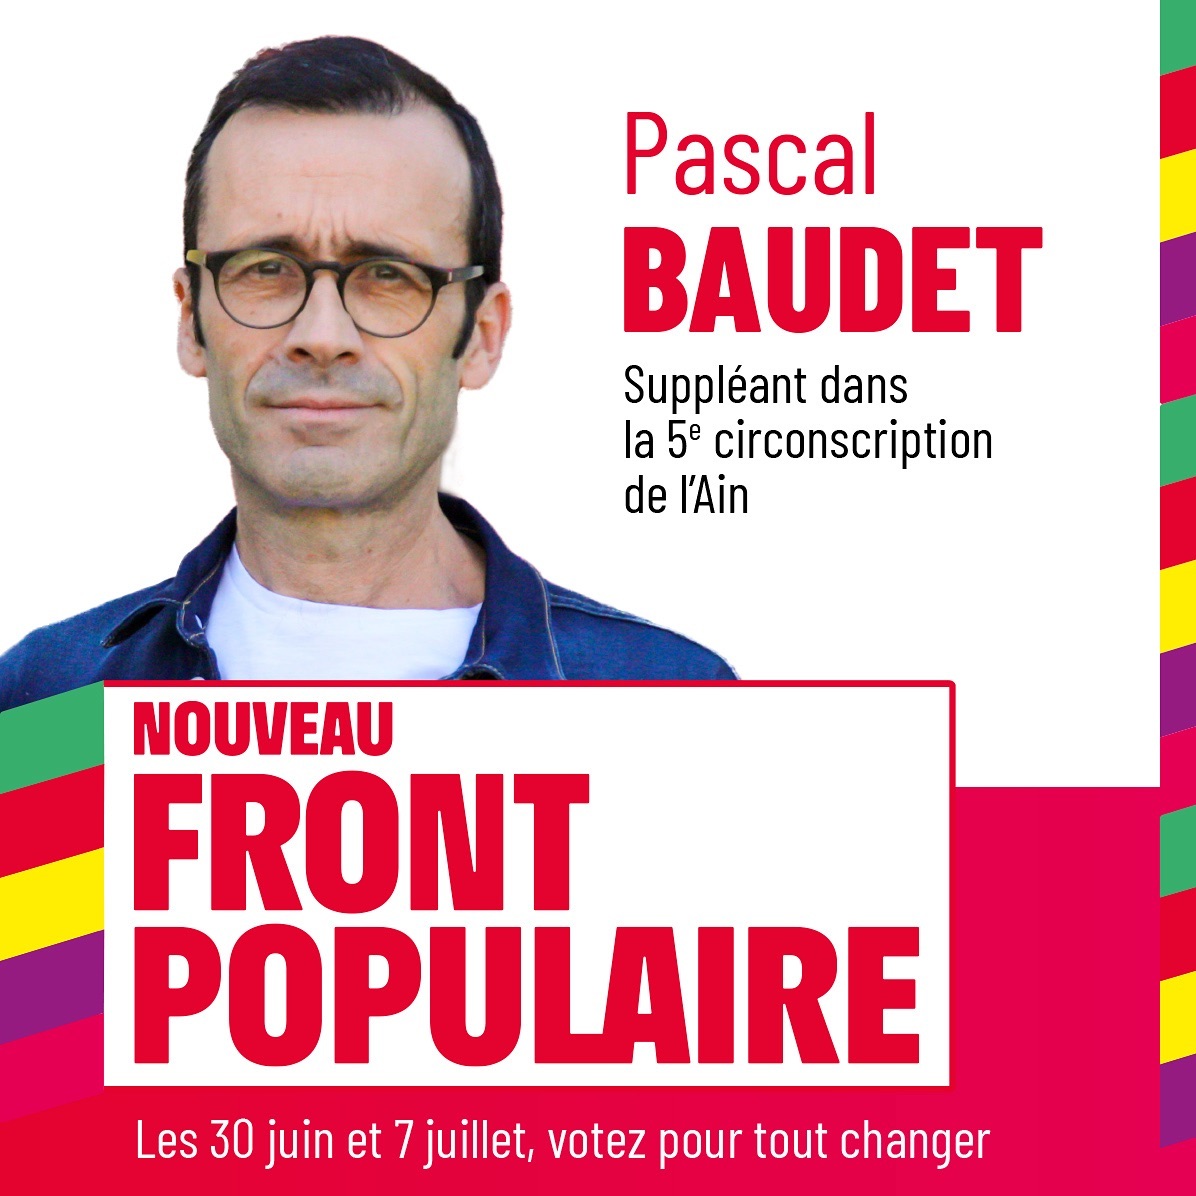 Pascal
BAUDET
Suppléant dans
la 5e circonscription
de l'Ain
NOUVEAU
FRONT
POPULAIRE
Les 30 juin et 7 juillet, votez pour tout changer